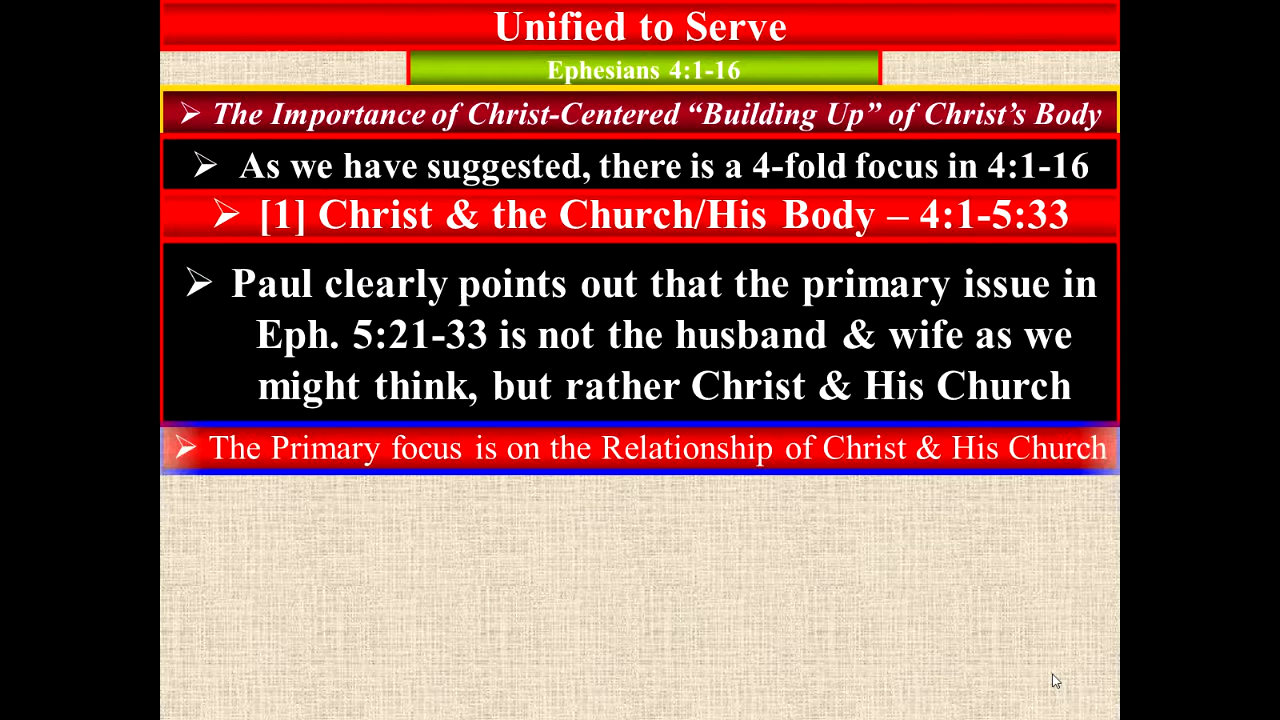 Unified to Serve
Ephesians 4:1-16
➢ The Importance of Christ-Centered “Building Up” of Christ’s Body
➢ As we have suggested, there is a 4-fold focus in 4:1-16
➢ [1] Christ & the Church/His Body – 4:1-5:33
➢ Paul clearly points out that the primary issue in
Eph. 5:21-33 is not the husband & wife as we
might think, but rather Christ & His Church
➢ The Primary focus is on the Relationship of Christ & His Church